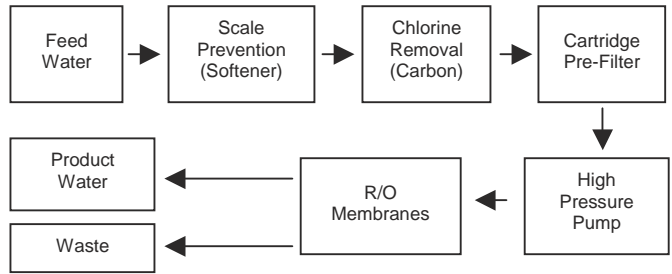 Feed
Water
Scale
Prevention
(Softener)
Chlorine
Removal
(Carbon)
Cartridge
Pre-Filter
High
Pressure
Pump
R/O
Membranes
Product
Water
Waste